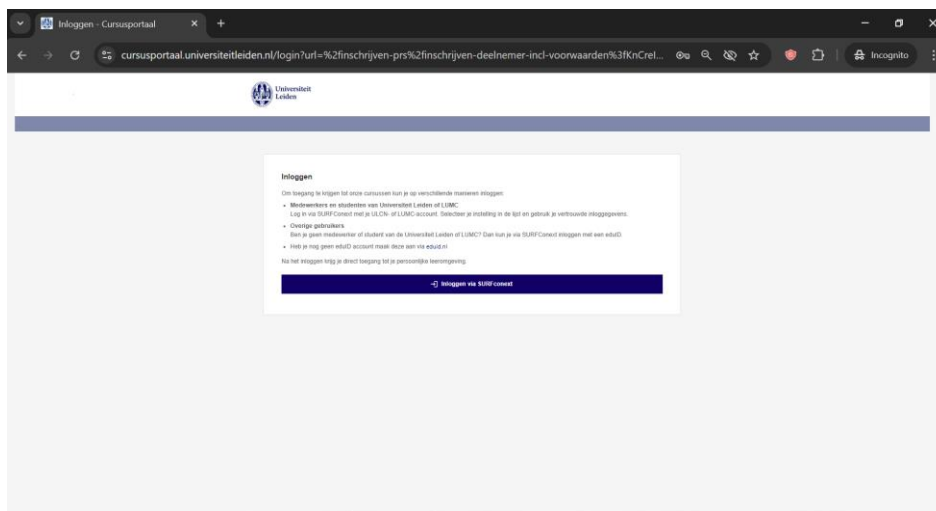 Inloggen - Cursusportaal
cursusportaal.universiteitleiden.nl/login?url=%2finschrijven-prs%2finschrijven-deelnemer-incl-voorwaarden%3fKnCreI...
Incognito
Universiteit
Leiden
Inloggen
Om toegang te krijgen tot onze cursussen kun je op verschillende manieren inloggen:
• Medewerkers en studenten van Universiteit Leiden of LUMC
Log in via SURFConext met je ULCN- of LUMC-account. Selecteer je instelling in de lijst en gebruik je vertrouwde inloggegevens.
• Overige gebruikers
Ben je geen medewerker of student van de Universiteit Leiden of LUMC? Dan kun je via SURFConext inloggen met een eduID.
• Heb je nog geen eduID account maak deze aan via eduid.nl
Na het inloggen krijg je direct toegang tot je persoonlijke leeromgeving.
Inloggen via SURFconext